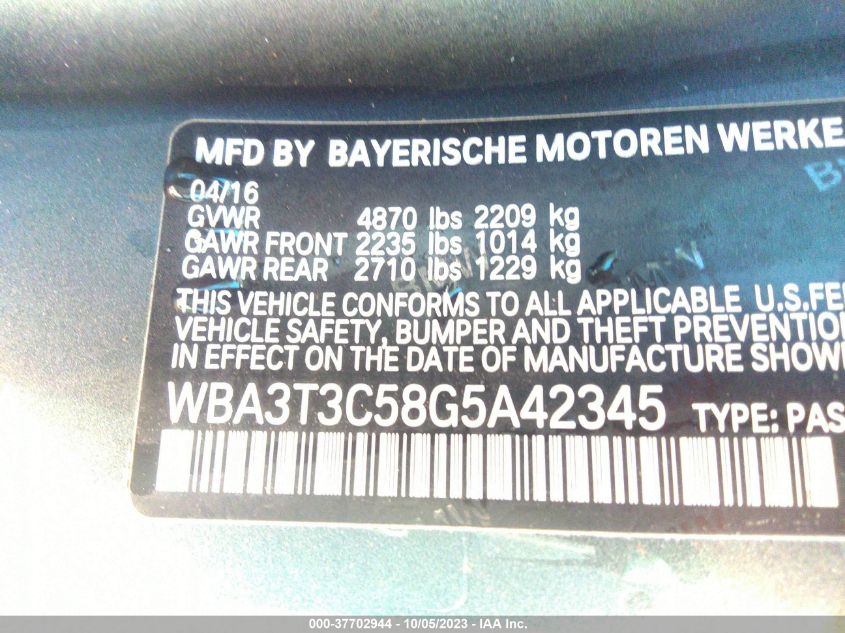 MFD BY BAYERISCHE MOTOREN WERKE
04/16
GVWR 4870 lbs 2209 kg
GAWR FRONT 2235 lbs 1014 kg
GAWR REAR 2710 lbs 1229 kg
THIS VEHICLE CONFORMS TO ALL APPLICABLE U.S.FE
VEHICLE SAFETY, BUMPER AND THEFT PREVENTION
IN EFFECT ON THE DATE OF MANUFACTURE SHOW
WBA3T3C58G5A42345 TYPE: PAS
000-37702944 - 10/05/2023 - IAA Inc.